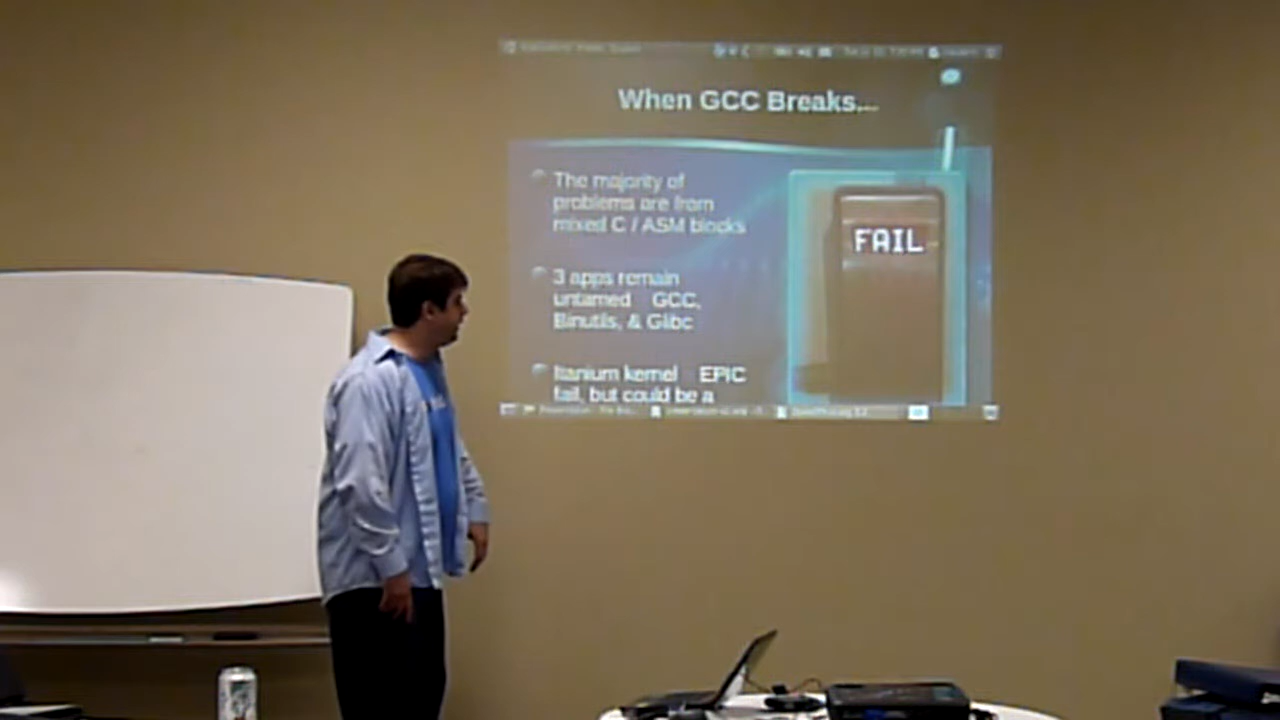 When GCC Breaks...
The majority of
problems are from
mixed C / ASM blocks
FAIL
3 apps remain
untamed GCC,
Binutils, & Glibc
Itanium kernel EPIC
fail, but could be a